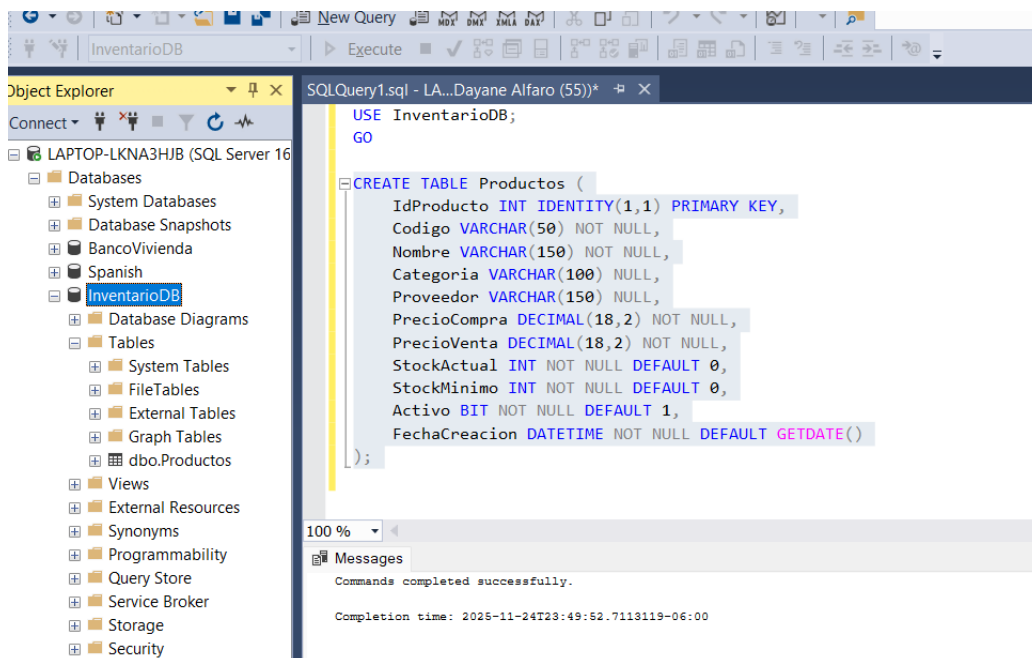 New Query
MDX DMX XMLA DAX
InventarioDB
Execute
Object Explorer
Connect
LAPTOP-LKNA3HJB (SQL Server 16
Databases
System Databases
Database Snapshots
BancoVivienda
Spanish
InventarioDB
Database Diagrams
Tables
System Tables
FileTables
External Tables
Graph Tables
dbo.Productos
Views
External Resources
Synonyms
Programmability
Query Store
Service Broker
Storage
Security
SQLQuery1.sql - LA...Dayane Alfaro (55))*
USE InventarioDB;
GO
CREATE TABLE Productos (
IdProducto INT IDENTITY(1,1) PRIMARY KEY,
Codigo VARCHAR(50) NOT NULL,
Nombre VARCHAR(150) NOT NULL,
Categoria VARCHAR(100) NULL,
Proveedor VARCHAR(150) NULL,
PrecioCompra DECIMAL(18,2) NOT NULL,
PrecioVenta DECIMAL(18,2) NOT NULL,
StockActual INT NOT NULL DEFAULT 0,
StockMinimo INT NOT NULL DEFAULT 0,
Activo BIT NOT NULL DEFAULT 1,
FechaCreacion DATETIME NOT NULL DEFAULT GETDATE()
);
100 %
Messages
Commands completed successfully.
Completion time: 2025-11-24T23:49:52.7113119-06:00